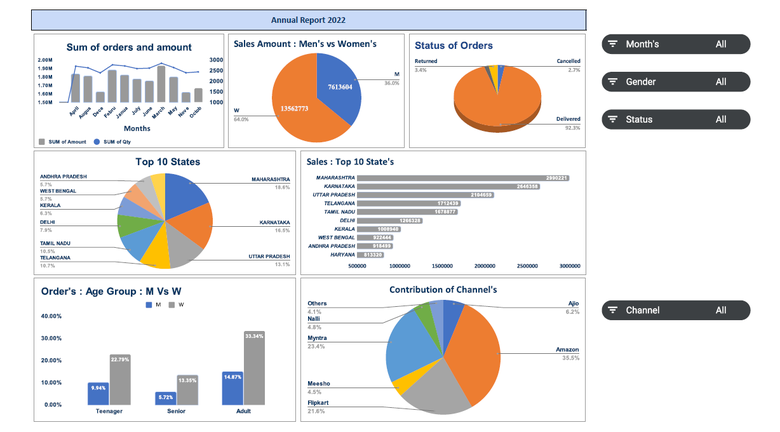 Annual Report 2022
Month's All
Gender All
Status All
Channel All
Sum of orders and amount
2.00M
1.90M
1.80M
1.70M
1.60M
1.50M
3000
2500
2000
1500
1000
April
Augus
Dece
Febru
Janua
July
June
March
May
Nove
Octob
Months
SUM of Amount SUM of Qty
Sales Amount : Men's vs Women's
M
36.0%
7613604
13562773
W
64.0%
Status of Orders
Returned
3.4%
Cancelled
2.7%
Delivered
92.3%
Top 10 States
ANDHRA PRADESH
5.7%
WEST BENGAL
5.7%
KERALA
6.3%
DELHI
7.9%
TAMIL NADU
10.5%
TELANGANA
10.7%
MAHARASHTRA
KARNATAKA
UTTAR PRADESH
13.1%
Sales : Top 10 State's
MAHARASHTRA 2990221
KARNATAKA
UTTAR PRADESH
TELANGANA
TAMIL NADU
DELHI
KERALA
WEST BENGAL
ANDHRA PRADESH
HARYANA
500000 1000000 1500000 2000000 2500000 3000000
Order's : Age Group : M Vs W
M W
40.00%
30.00%
20.00%
10.00%
0.00%
9.94%
22.70%
5.72%
13.35%
14.87%
33.34%
Teenager Senior Adult
Contribution of Channel's
Others
4.1%
Nalli
4.8%
Myntra
23.4%
Meesho
4.5%
Flipkart
21.6%
Ajio
6.2%
Amazon
35.5%